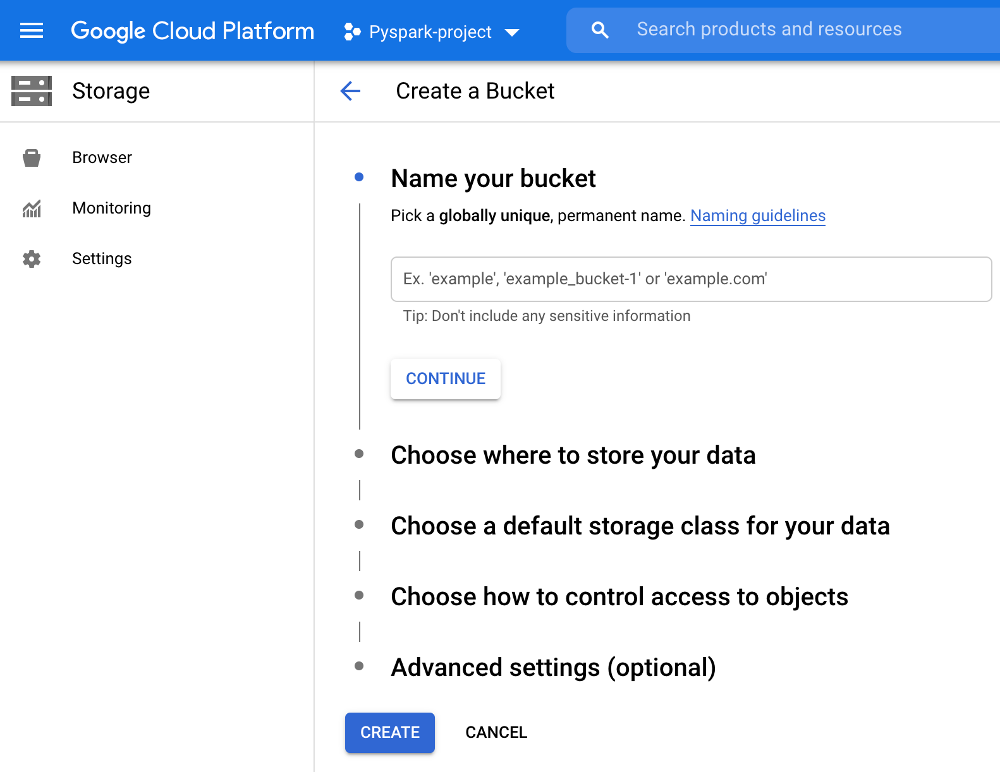 Google Cloud Platform
Pyspark-project
Search products and resources
Storage
Create a Bucket
Browser
Monitoring
Settings
Name your bucket
Pick a globally unique, permanent name. Naming guidelines
Ex. 'example', 'example_bucket-1' or 'example.com'
Tip: Don't include any sensitive information
CONTINUE
Choose where to store your data
Choose a default storage class for your data
Choose how to control access to objects
Advanced settings (optional)
CREATE
CANCEL